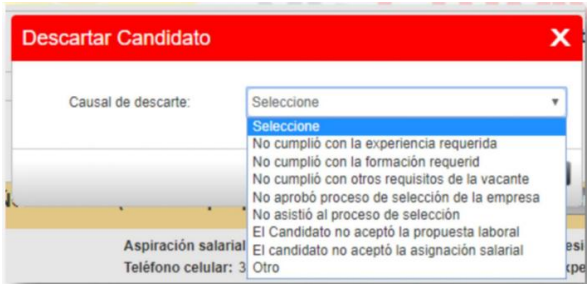 Descartar Candidato X
Causal de descarte: Seleccione
Seleccione
No cumplió con la experiencia requerida
No cumplió con la formación requerid
No cumplió con otros requisitos de la vacante
No aprobó proceso de selección de la empresa
No asistió al proceso de selección
El Candidato no aceptó la propuesta laboral
Aspiración salarial El candidato no aceptó la asignación salarial esi
Teléfono celular: 3 Otro xpe